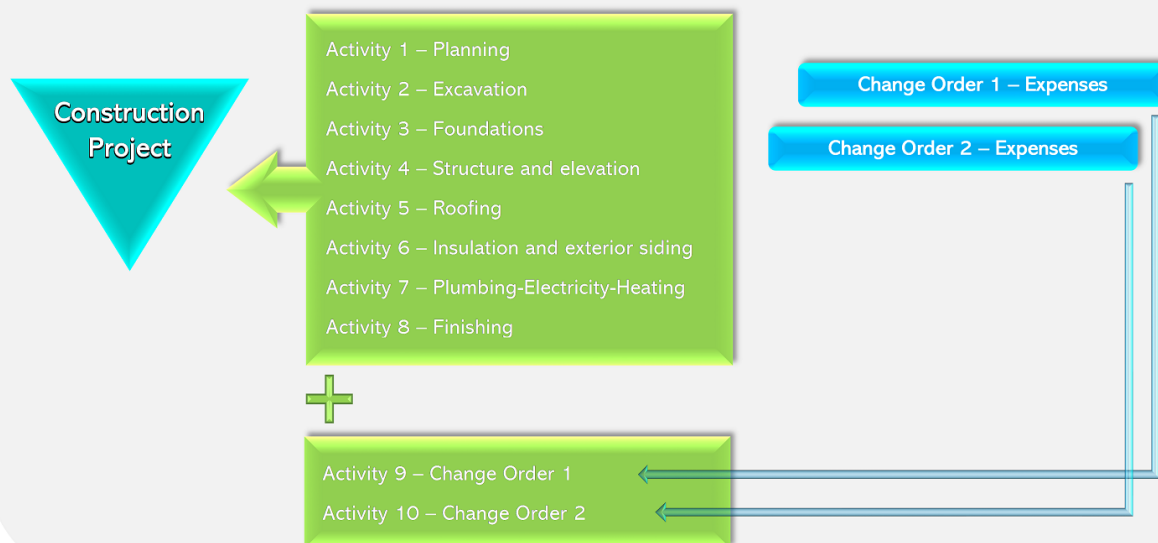 Construction
Project
Activity 1 – Planning
Activity 2 – Excavation
Activity 3 – Foundations
Activity 4 – Structure and elevation
Activity 5 – Roofing
Activity 6 – Insulation and exterior siding
Activity 7 – Plumbing-Electricity-Heating
Activity 8 – Finishing
Change Order 1 – Expenses
Change Order 2 – Expenses
Activity 9 – Change Order 1
Activity 10 – Change Order 2